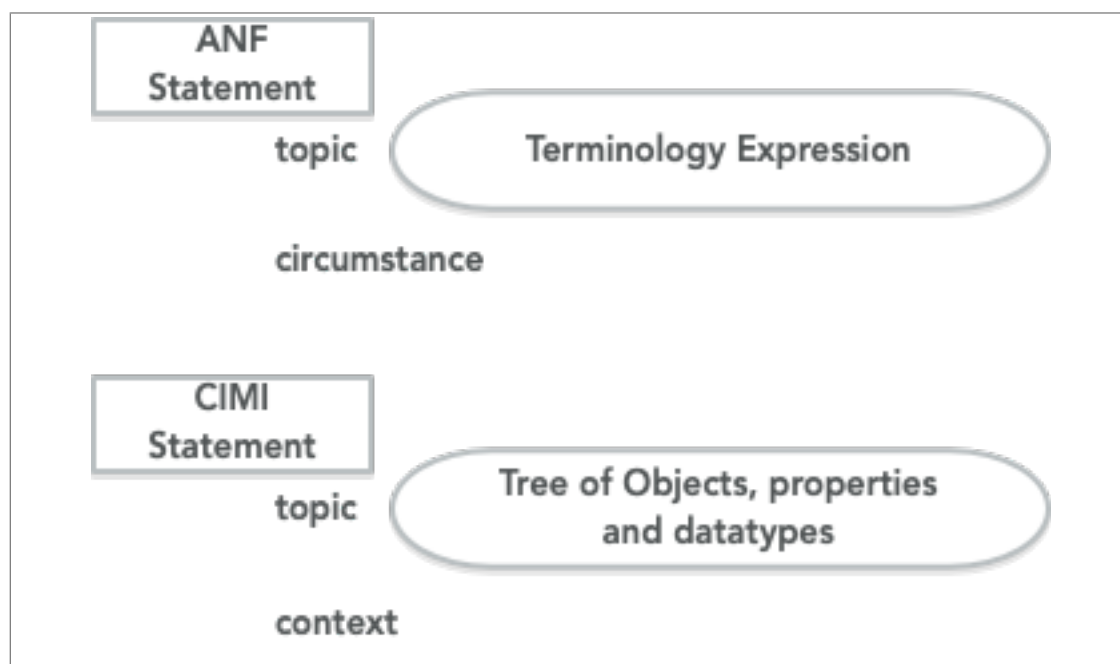 ANF
Statement
topic
Terminology Expression
circumstance
CIMI
Statement
topic
Tree of Objects, properties
and datatypes
context